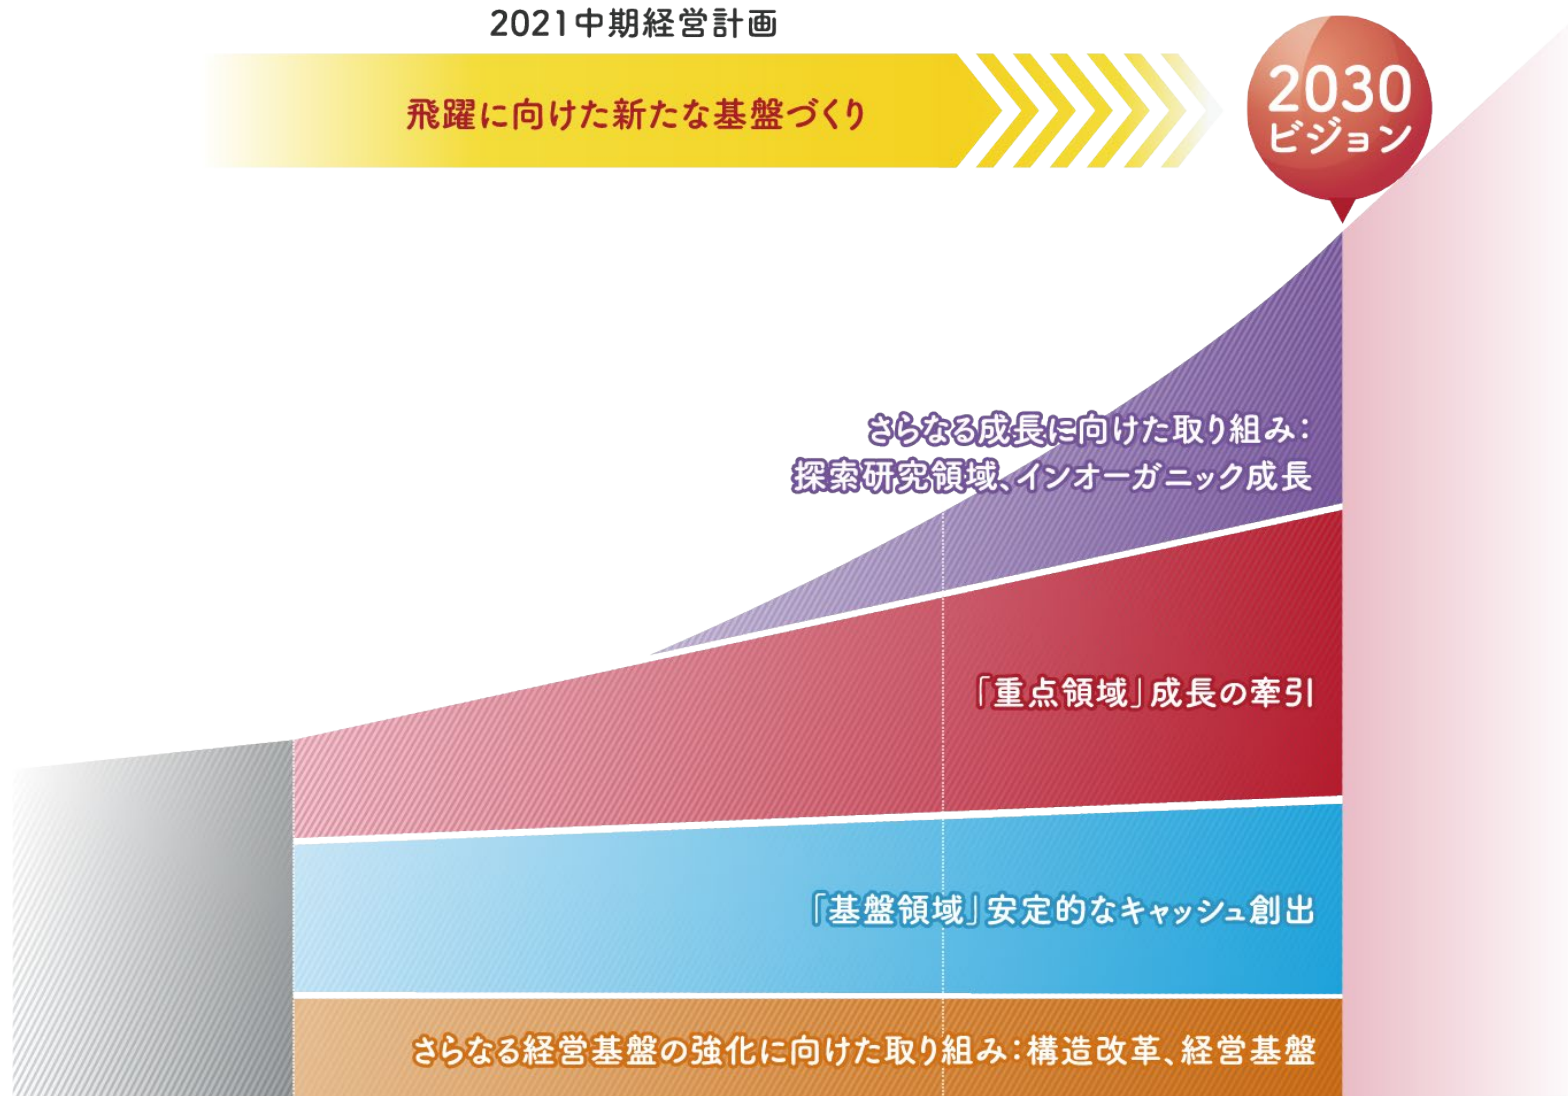 2021中期経営計画
飛躍に向けた新たな基盤づくり
2030
ビジョン
さらなる成長に向けた取り組み：
探索研究領域、インオーガニック成長
「重点領域」成長の牽引
「基盤領域」安定的なキャッシュ創出
さらなる経営基盤の強化に向けた取り組み：構造改革、経営基盤